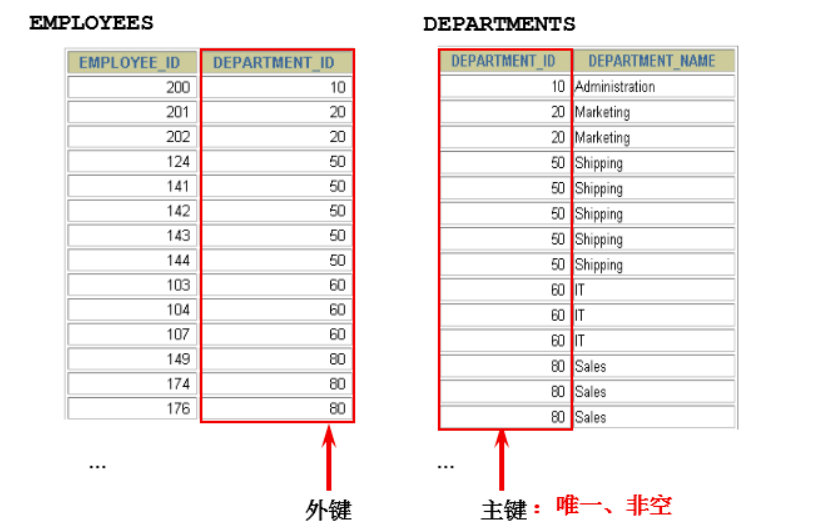 EMPLOYEES
EMPLOYEE_ID DEPARTMENT_ID
200 10
201 20
202 20
124 50
141 50
142 50
143 50
144 50
103 60
104 60
107 60
149 80
174 80
176 80
...
外键
DEPARTMENTS
DEPARTMENT_ID DEPARTMENT_NAME
10 Administration
20 Marketing
20 Marketing
50 Shipping
50 Shipping
50 Shipping
50 Shipping
50 Shipping
60 IT
60 IT
60 IT
80 Sales
80 Sales
80 Sales
...
主键：唯一、非空